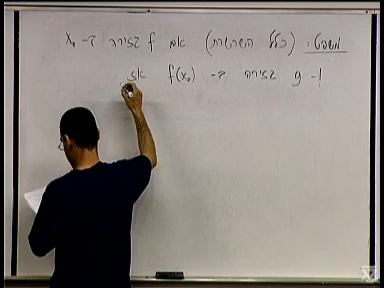 משפט: (כלל השרשרת) אם f גזירה ב- x₀
ו- g גזירה ב- f(x₀) אז